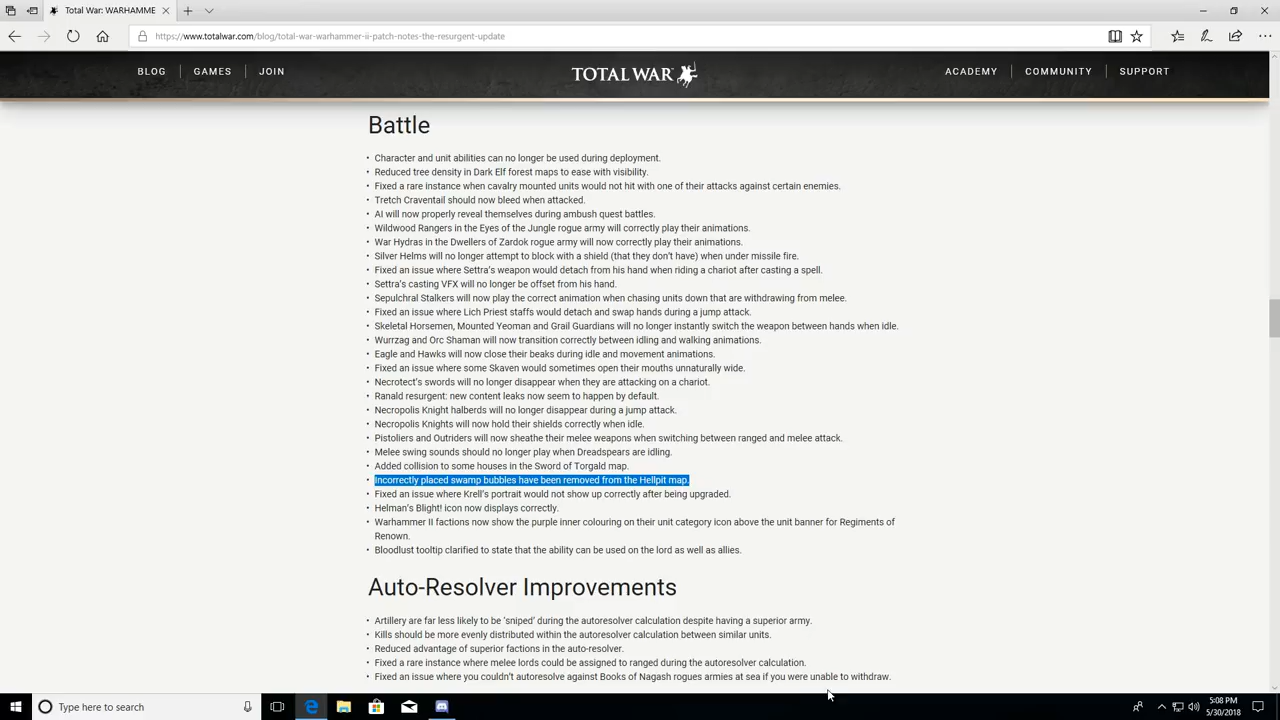 Total War: WARHAMME
https://www.totalwar.com/blog/total-war-warhammer-ii-patch-notes-the-resurgent-update
BLOG GAMES JOIN TOTAL WAR ACADEMY COMMUNITY SUPPORT
Battle
• Character and unit abilities can no longer be used during deployment.
• Reduced tree density in Dark Elf forest maps to ease with visibility.
• Fixed a rare instance when cavalry mounted units would not hit with one of their attacks against certain enemies.
• Tretch Craventail should now bleed when attacked.
• AI will now properly reveal themselves during ambush quest battles.
• Wildwood Rangers in the Eyes of the Jungle rogue army will correctly play their animations.
• War Hydras in the Dwellers of Zardok rogue army will now correctly play their animations.
• Silver Helms will no longer attempt to block with a shield (that they don't have) when under missile fire.
• Fixed an issue where Settra's weapon would detach from his hand when riding a chariot after casting a spell.
• Settra's casting VFX will no longer be offset from his hand.
• Sepulchral Stalkers will now play the correct animation when chasing units down that are withdrawing from melee.
• Fixed an issue where Lich Priest staffs would detach and swap hands during a jump attack.
• Skeletal Horsemen, Mounted Yeoman and Grail Guardians will no longer instantly switch the weapon between hands when idle.
• Wurrzag and Orc Shaman will now transition correctly between idling and walking animations.
• Eagle and Hawks will now close their beaks during idle and movement animations.
• Fixed an issue where some Skaven would sometimes open their mouths unnaturally wide.
• Necrotect's swords will no longer disappear when they are attacking on a chariot.
• Ranald resurgent: new content leaks now seem to happen by default.
• Necropolis Knight halberds will no longer disappear during a jump attack.
• Necropolis Knights will now hold their shields correctly when idle.
• Pistoliers and Outriders will now sheathe their melee weapons when switching between ranged and melee attack.
• Melee swing sounds should no longer play when Dreadspears are idling.
• Added collision to some houses in the Sword of Torgald map.
• Incorrectly placed swamp bubbles have been removed from the Hellpit map.
• Fixed an issue where Krell's portrait would not show up correctly after being upgraded.
• Helman's Blight! icon now displays correctly.
• Warhammer II factions now show the purple inner colouring on their unit category icon above the unit banner for Regiments of
Renown.
• Bloodlust tooltip clarified to state that the ability can be used on the lord as well as allies.
Auto-Resolver Improvements
• Artillery are far less likely to be 'sniped' during the autoresolver calculation despite having a superior army.
• Kills should be more evenly distributed within the autoresolver calculation between similar units.
• Reduced advantage of superior factions in the auto-resolver.
• Fixed a rare instance where melee lords could be assigned to ranged during the autoresolver calculation.
• Fixed an issue where you couldn't autoresolve against Books of Nagash rogues armies at sea if you were unable to withdraw.
Type here to search
5:08 PM
5/30/2018